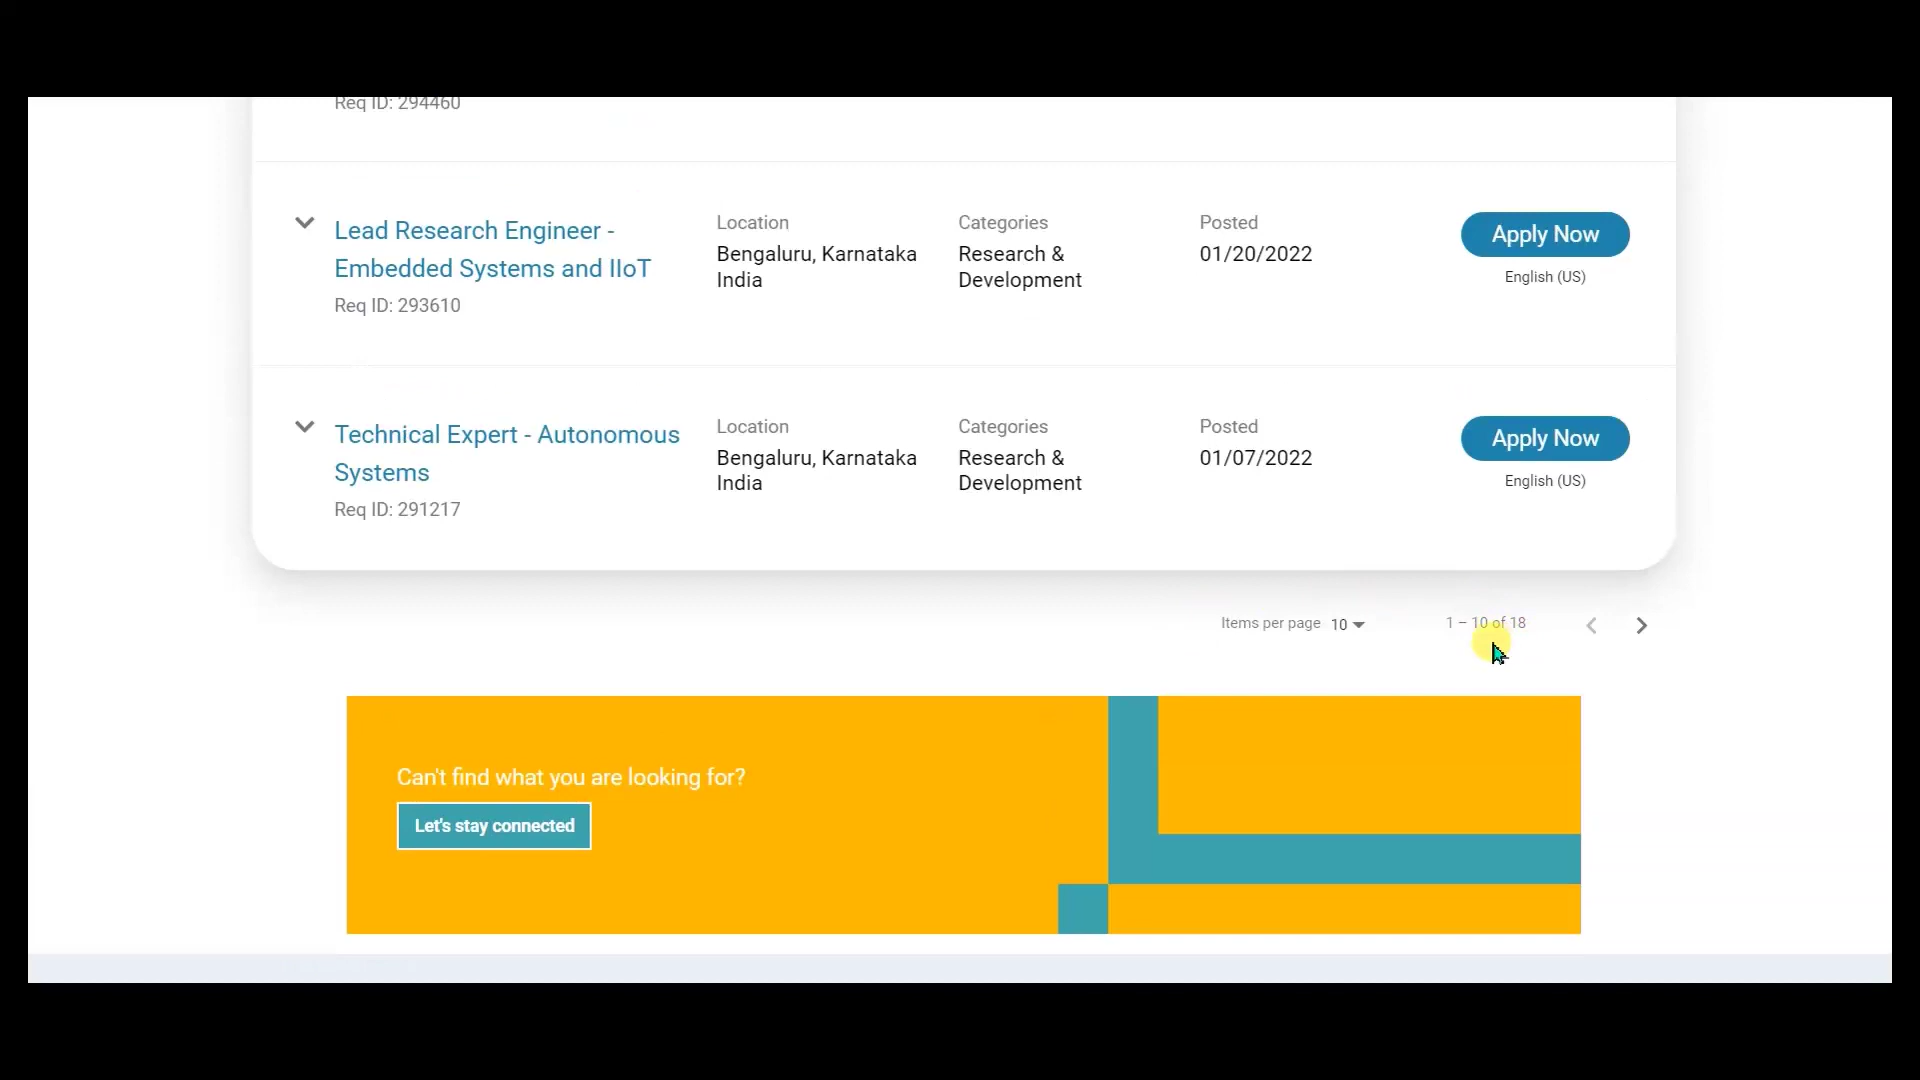 Req ID: 294460
Lead Research Engineer -
Embedded Systems and IIoT
Req ID: 293610
Location
Bengaluru, Karnataka
India
Categories
Research &
Development
Posted
01/20/2022
Apply Now
English (US)
Technical Expert - Autonomous
Systems
Req ID: 291217
Location
Bengaluru, Karnataka
India
Categories
Research &
Development
Posted
01/07/2022
Apply Now
English (US)
Items per page 10
1 – 10 of 18
Can't find what you are looking for?
Let's stay connected